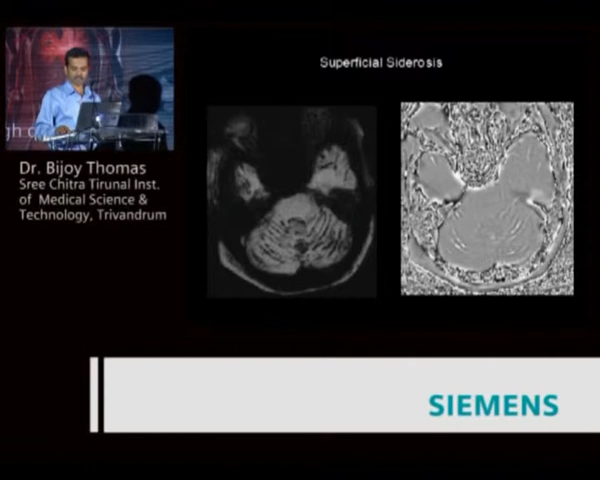 Superficial Siderosis
Dr. Bijoy Thomas
Sree Chitra Tirunal Inst.
of Medical Science &
Technology, Trivandrum
SIEMENS